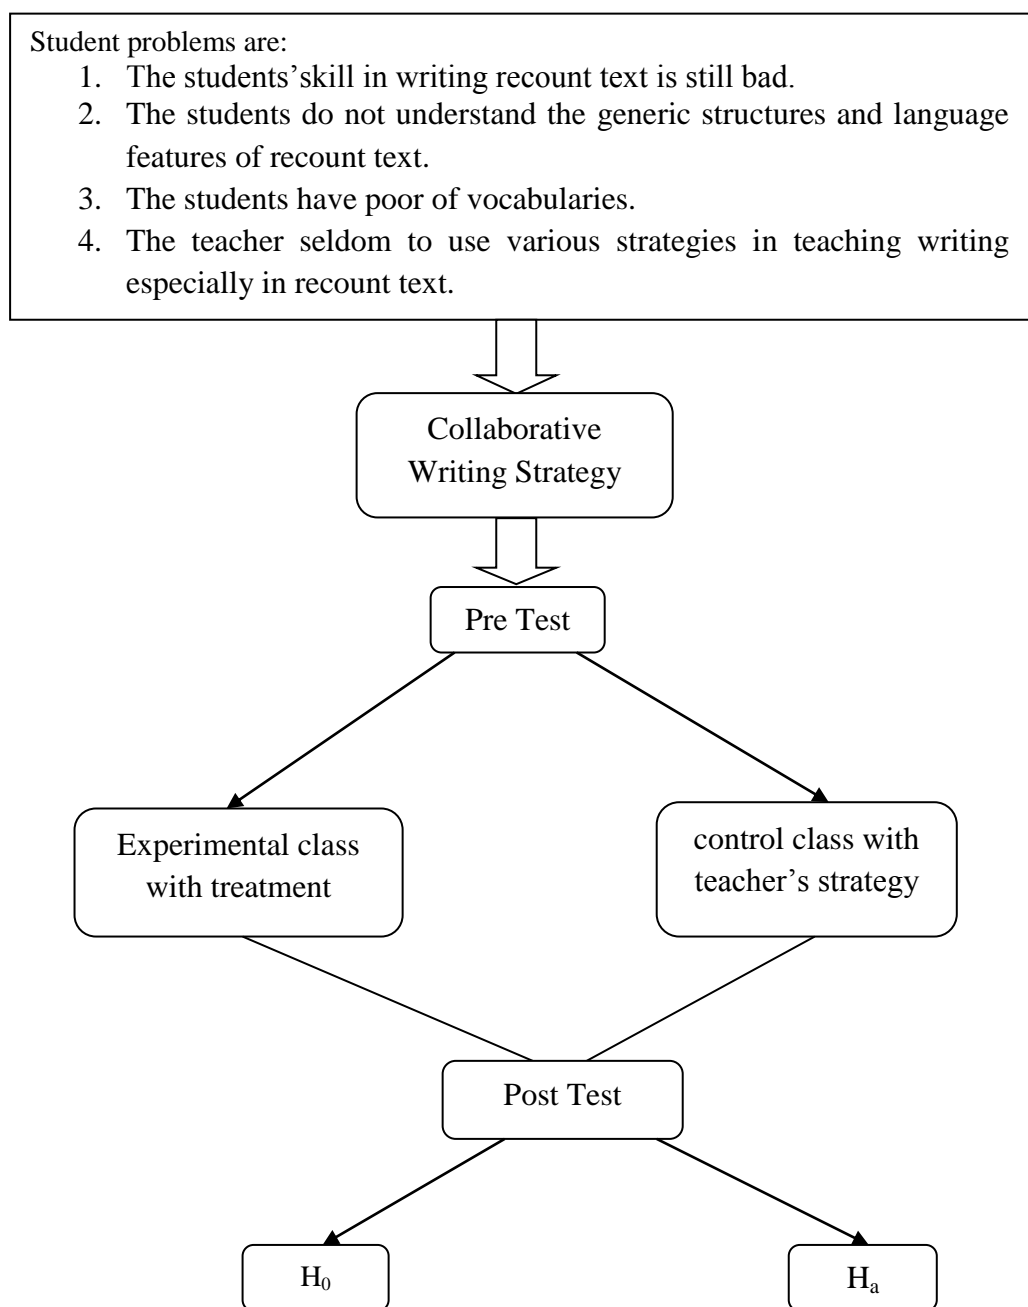 Student problems are:
1. The students’skill in writing recount text is still bad.
2. The students do not understand the generic structures and language
features of recount text.
3. The students have poor of vocabularies.
4. The teacher seldom to use various strategies in teaching writing
especially in recount text.
Collaborative
Writing Strategy
Pre Test
Experimental class
with treatment
control class with
teacher’s strategy
Post Test
H₀
Hₐ